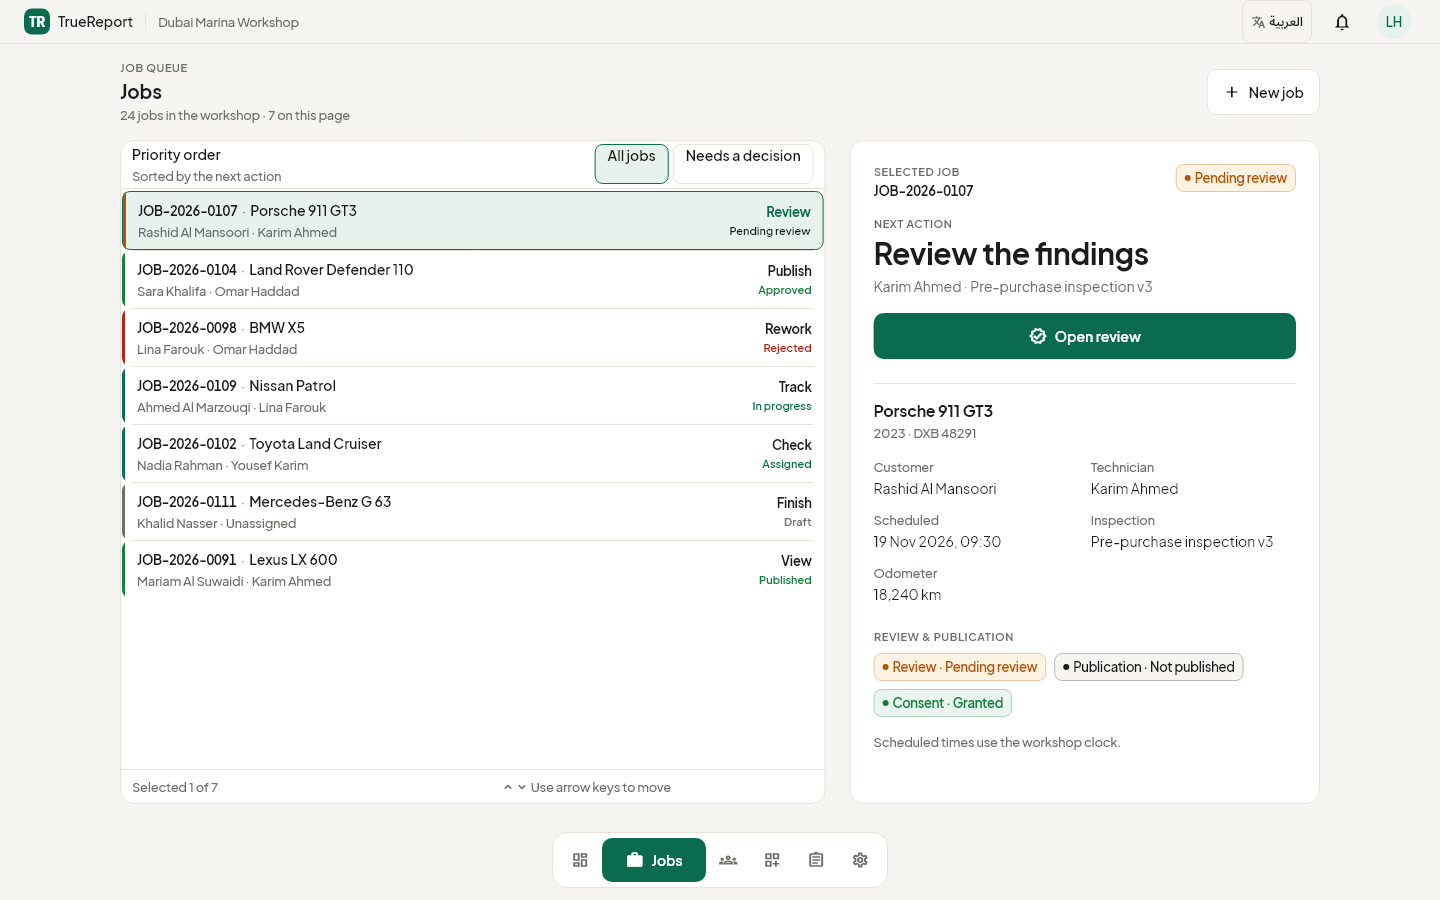 TR TrueReport Dubai Marina Workshop العربية LH
JOB QUEUE
Jobs
24 jobs in the workshop · 7 on this page
New job
Priority order
Sorted by the next action
All jobs
Needs a decision
JOB-2026-0107 · Porsche 911 GT3 Review
Rashid Al Mansoori · Karim Ahmed Pending review
JOB-2026-0104 · Land Rover Defender 110 Publish
Sara Khalifa · Omar Haddad Approved
JOB-2026-0098 · BMW X5 Rework
Lina Farouk · Omar Haddad Rejected
JOB-2026-0109 · Nissan Patrol Track
Ahmed Al Marzouqi · Lina Farouk In progress
JOB-2026-0102 · Toyota Land Cruiser Check
Nadia Rahman · Yousef Karim Assigned
JOB-2026-0111 · Mercedes-Benz G 63 Finish
Khalid Nasser · Unassigned Draft
JOB-2026-0091 · Lexus LX 600 View
Mariam Al Suwaidi · Karim Ahmed Published
Selected 1 of 7 Use arrow keys to move
SELECTED JOB
JOB-2026-0107
Pending review
NEXT ACTION
Review the findings
Karim Ahmed · Pre-purchase inspection v3
Open review
Porsche 911 GT3
2023 · DXB 48291
Customer Technician
Rashid Al Mansoori Karim Ahmed
Scheduled Inspection
19 Nov 2026, 09:30 Pre-purchase inspection v3
Odometer
18,240 km
REVIEW & PUBLICATION
Review · Pending review Publication · Not published
Consent · Granted
Scheduled times use the workshop clock.
Jobs